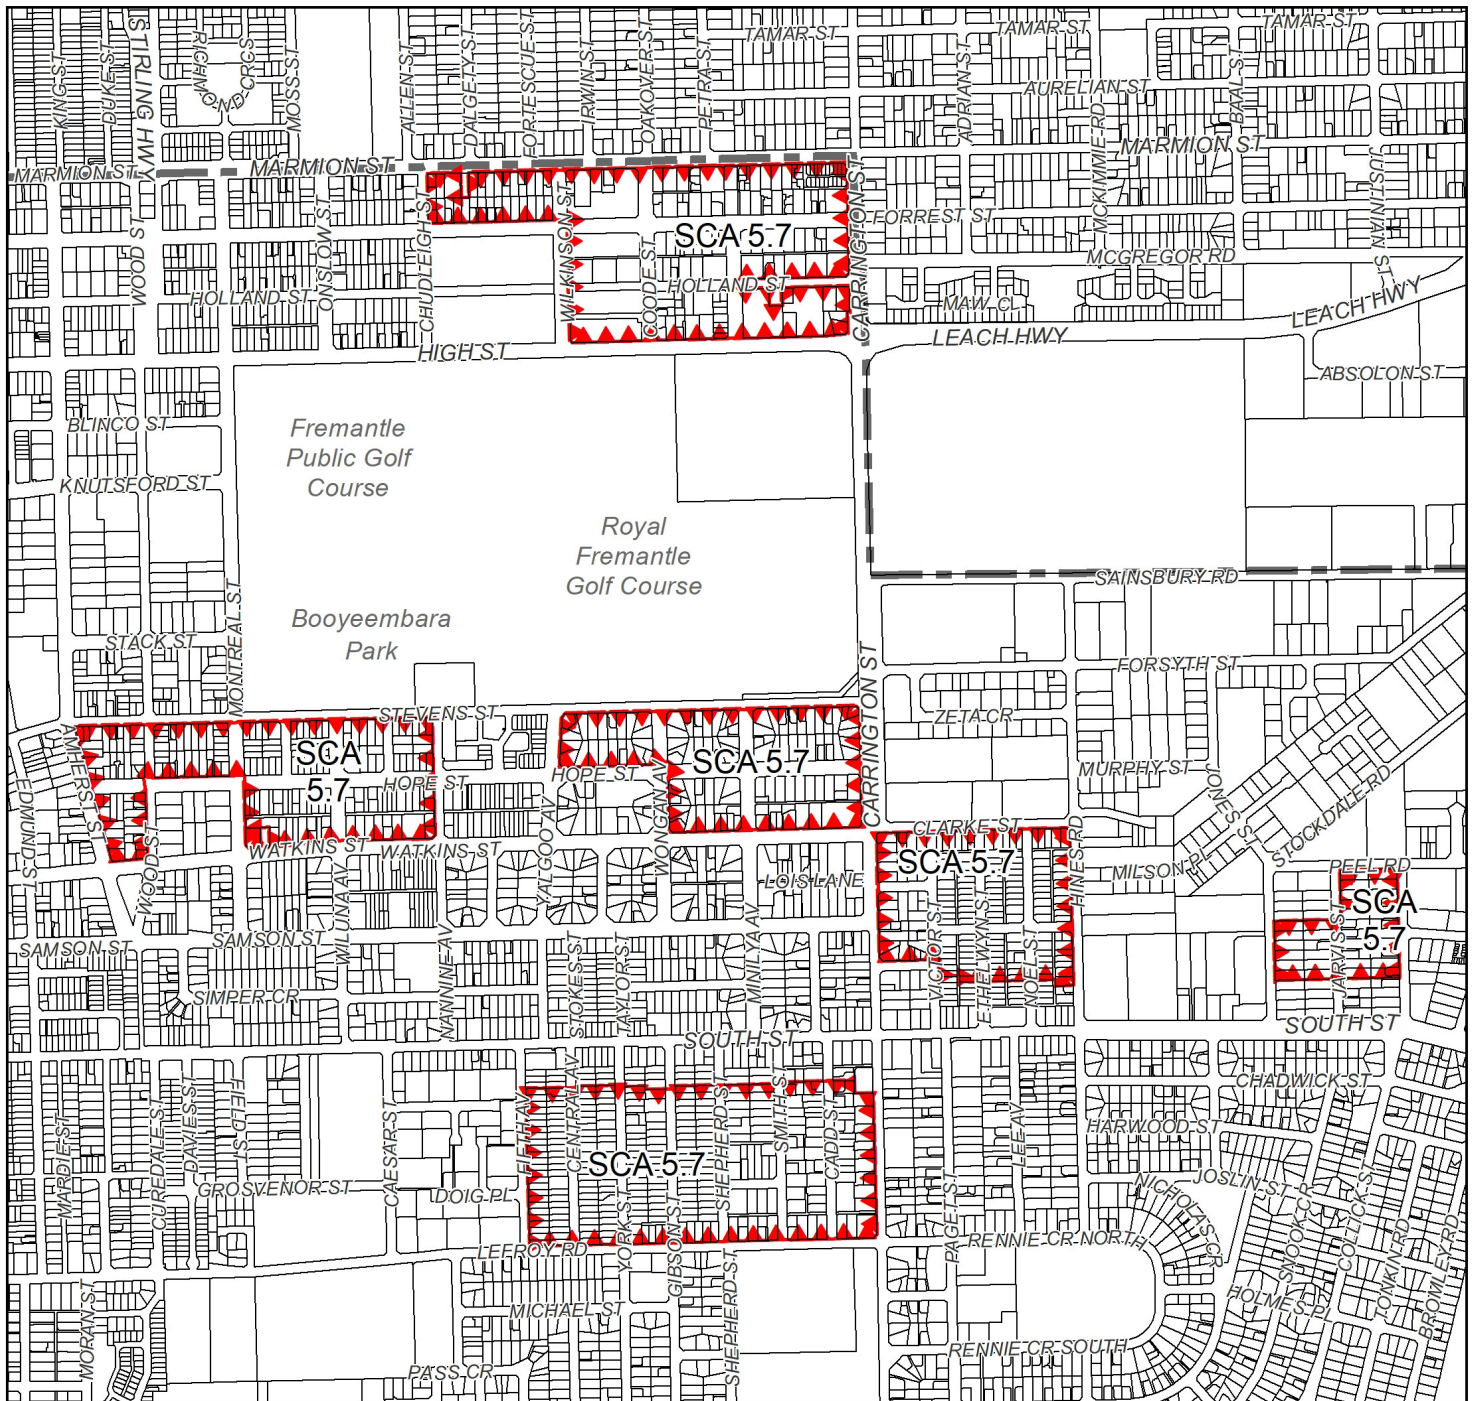 KING ST
DUKE ST
STIRLING HWY
RICHMOND CRCS
MOSS ST
ALLEN ST
DALGETY ST
FORTESCUE ST
IRWIN ST
OAKOVER ST
PETRA ST
TAMAR ST
TAMAR ST
TAMAR ST
ADRIAN ST
AURELIAN ST
BAAL ST
MCKIMMIE RD
MARMION ST
MARMION ST
MARMION ST
JUSTINIAN ST
WOOD ST
ONSLOW ST
CHUDLEIGH ST
WILKINSON ST
COODE ST
SCA 5.7
CARRINGTON ST
FORREST ST
MCGREGOR RD
HOLLAND ST
HOLLAND ST
MAW CL
LEACH HWY
LEACH HWY
HIGH ST
ABSOLON ST
BLINCO ST
Fremantle
Public Golf
Course
KNUTSFORD ST
Royal
Fremantle
Golf Course
SAINSBURY RD
MONTREAL ST
Booyeembara
Park
STACK ST
CARRINGTON ST
FORSYTH ST
STEVENS ST
ZETA CR
AMHERST ST
SCA
5.7
HOPE ST
HOPE ST
SCA 5.7
MURPHY ST
JONES ST
STOCKDALE RD
EDMUND ST
WOOD ST
WATKINS ST
WATKINS ST
WILUNA AV
YALGOO AV
WONGAN AV
CLARKE ST
SCA 5.7
HINES RD
LOIS LANE
MILSON PL
PEEL RD
SCA
5.7
JARVIS ST
SAMSON ST
SAMSON ST
NANNINE AV
STOKES ST
TAYLOR ST
MINILYA AV
VICTOR ST
ETHELWYN ST
NOEL ST
SIMPER CR
SOUTH ST
SOUTH ST
CHADWICK ST
MARDIE ST
CUREDALE ST
DAVIES ST
FIELD ST
CAESAR ST
FIFTH AV
CENTRAL AV
SHEPHERD ST
SMITH ST
CADD ST
LEE AV
HARWOOD ST
SCA 5.7
GROSVENOR ST
DOIG PL
YORK ST
GIBSON ST
PAGET ST
NICHOLAS CR
JOSLIN ST
SNOOK CR
COLLICK ST
TONKIN RD
BROMLEY RD
LEFROY RD
RENNIE CR NORTH
MORAN ST
MICHAEL ST
SHEPHERD ST
HOLMES PL
PASS CR
RENNIE CR SOUTH